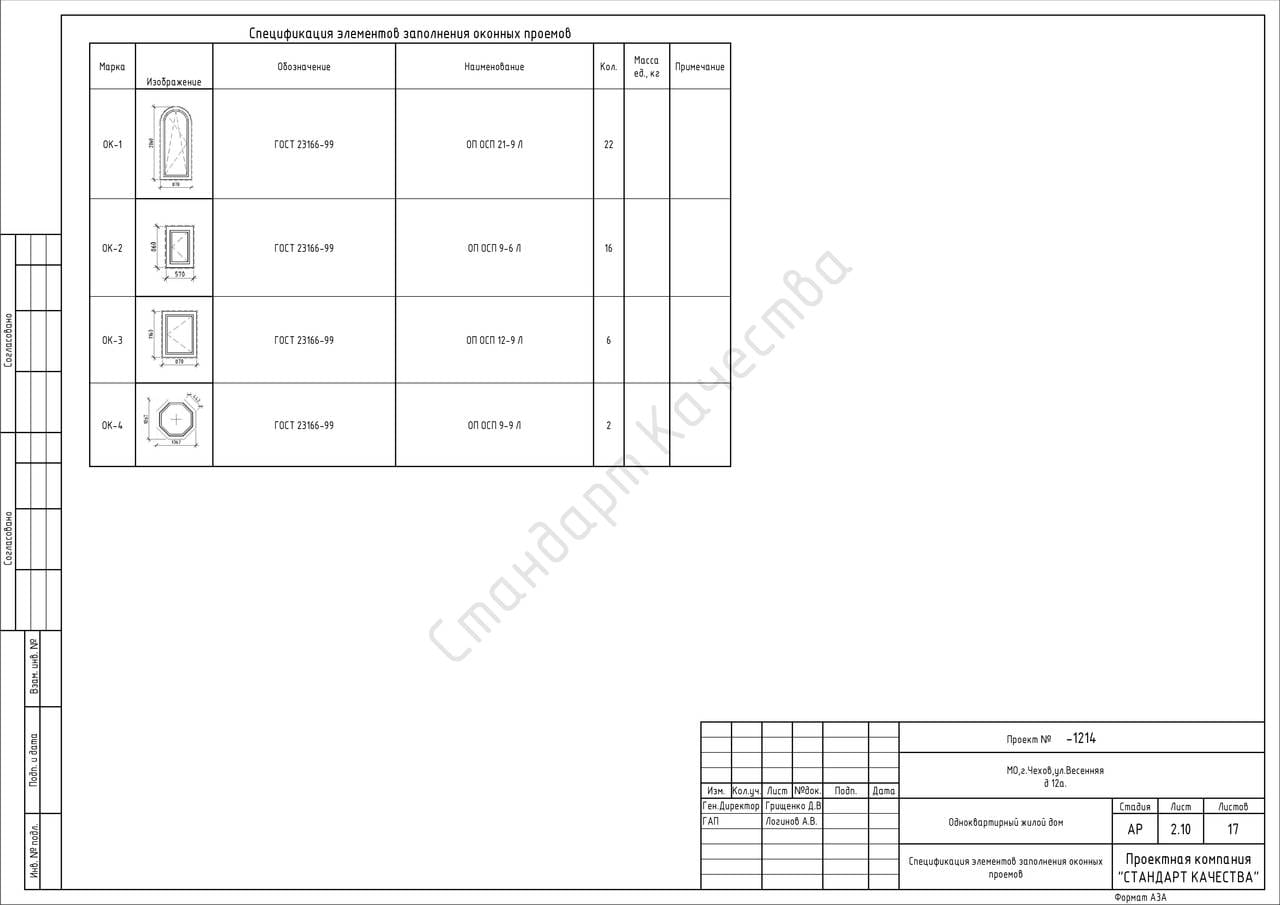 Спецификация элементов заполнения оконных проемов
Марка
Изображение
Обозначение
Наименование
Кол.
Масса
ед., кг
Примечание
ОК-1
870
ГОСТ 23166-99
ОП ОСП 21-9 Л
22
ОК-2
860
570
ГОСТ 23166-99
ОП ОСП 9-6 Л
16
ОК-3
1160
870
ГОСТ 23166-99
ОП ОСП 12-9 Л
6
ОК-4
ГОСТ 23166-99
ОП ОСП 9-9 Л
2
Стандарт Качества
Согласовано
Согласовано
Взам. инв. №
Подп. и дата
Инв. № подл.
Проект № -1214
МО,г.Чехов,ул.Весенняя
д 12а.
Изм. Кол.уч. Лист №док. Подп. Дата
Ген.Директор Грищенко Д.В
ГАП Логинов А.В.
Одноквартирный жилой дом
Стадия Лист Листов
АР 2.10 17
Спецификация элементов заполнения оконных
проемов
Проектная компания
"СТАНДАРТ КАЧЕСТВА"
Формат А3А